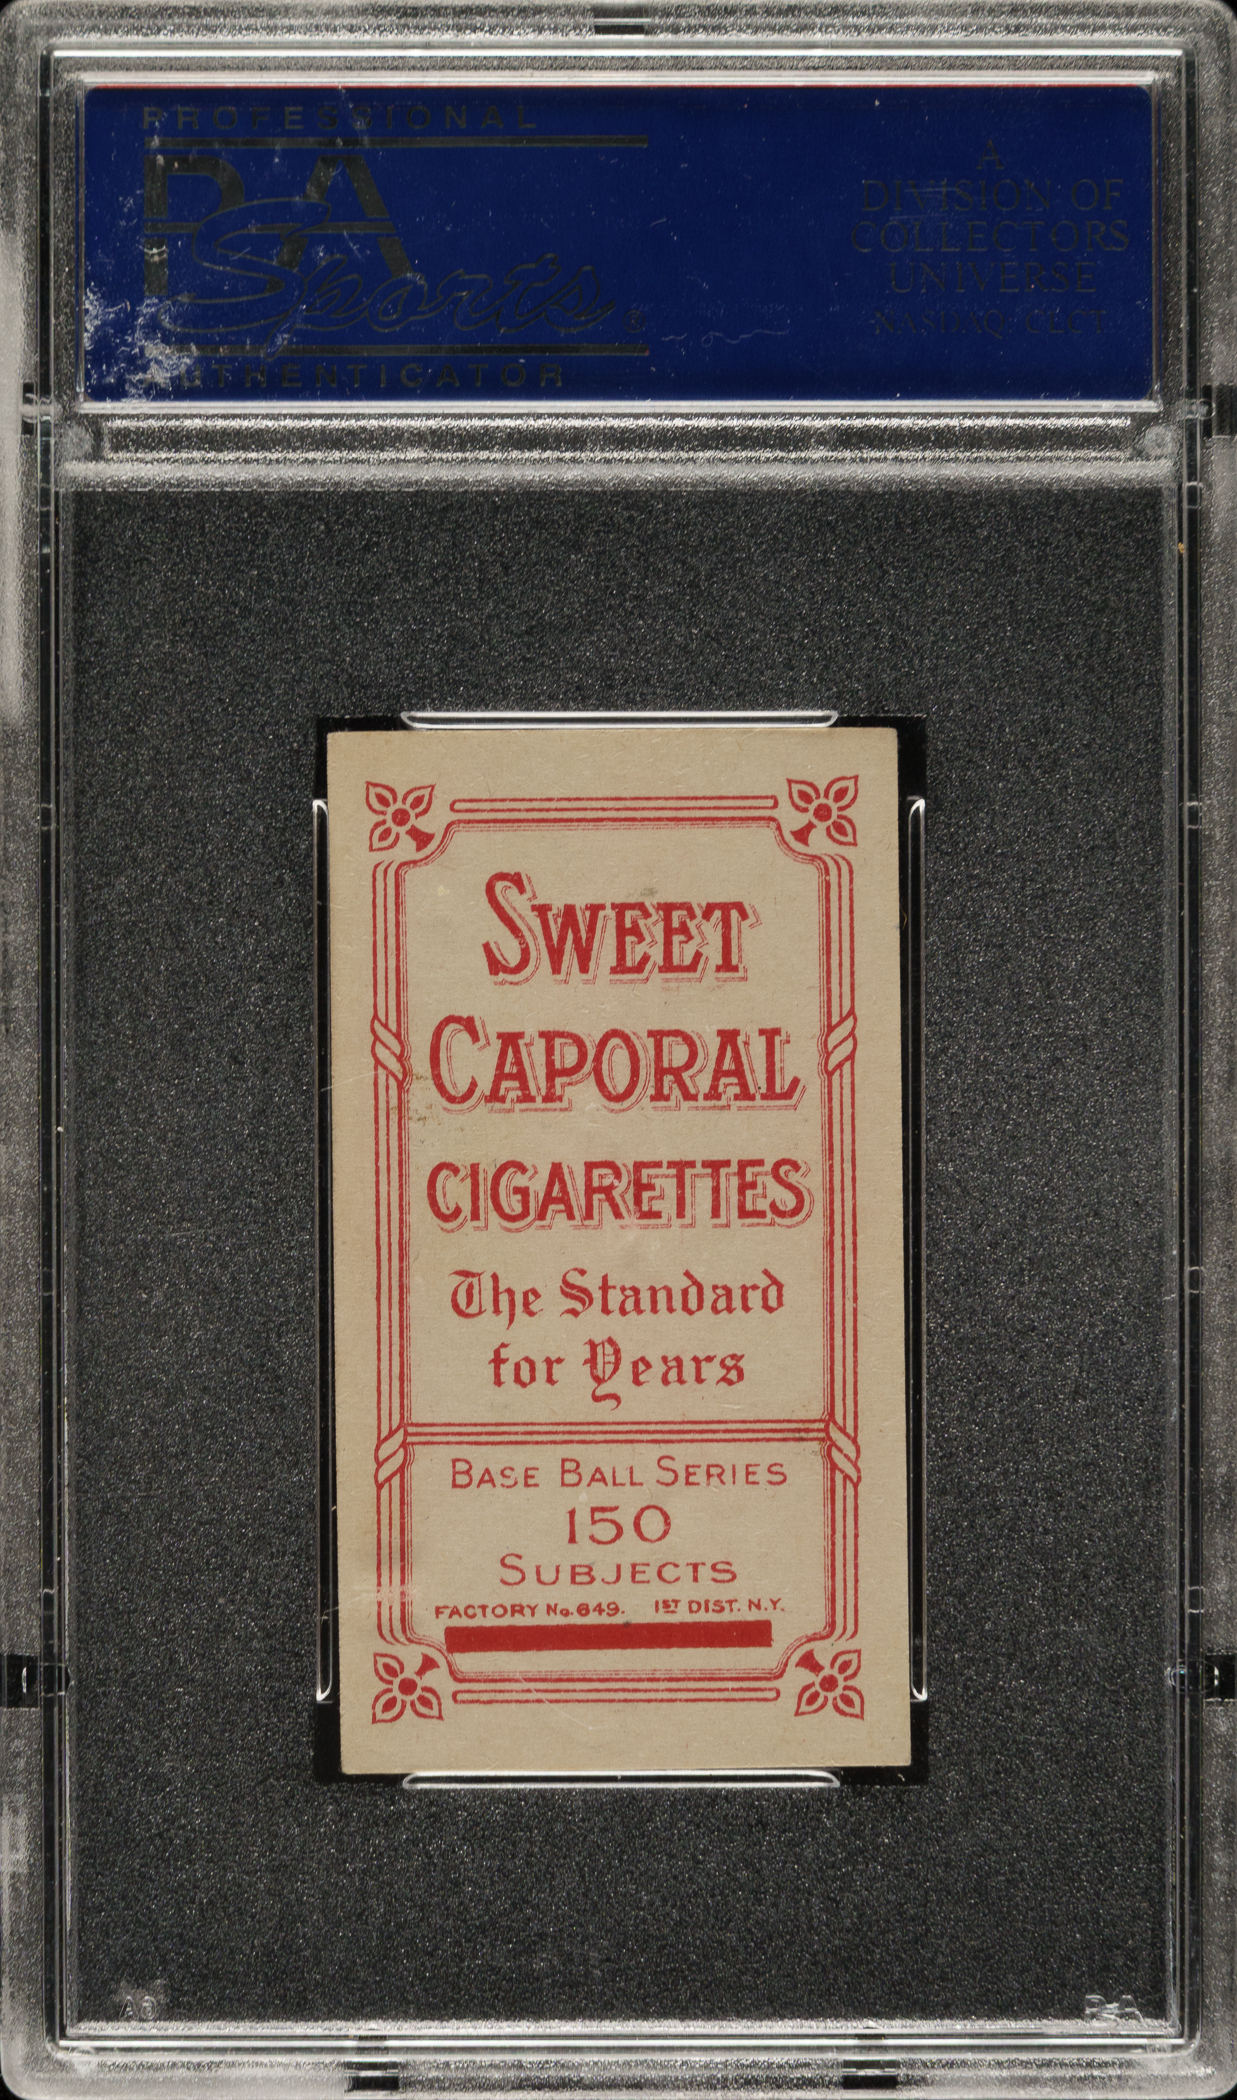 PROFESSIONAL
PSA
Sports®
AUTHENTICATOR
A
DIVISION OF
COLLECTORS
UNIVERSE
NASDAQ: CLCT
SWEET
CAPORAL
CIGARETTES
The Standard
for Years
BASE BALL SERIES
150
SUBJECTS
FACTORY No. 649. 1ST DIST. N.Y.
PSA